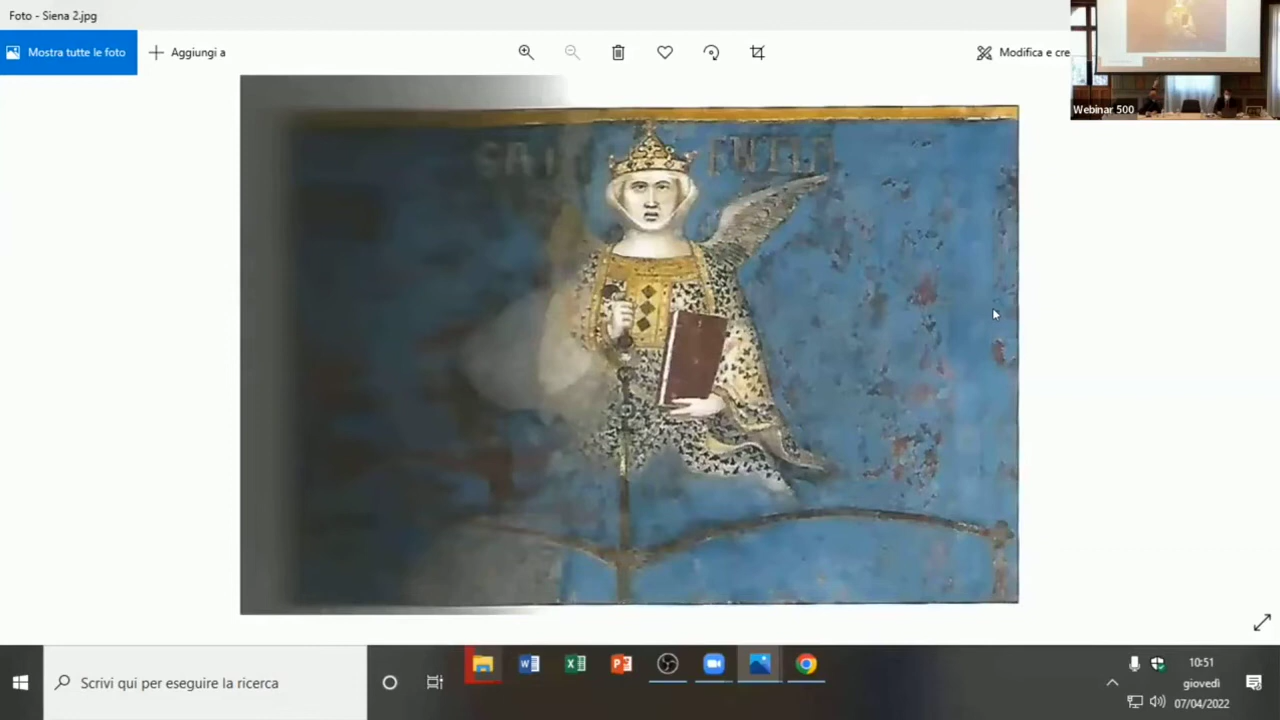 Foto - Siena 2.jpg
Mostra tutte le foto
Aggiungi a
Modifica e cre
Webinar 500
Scrivi qui per eseguire la ricerca
10:51
giovedì
07/04/2022